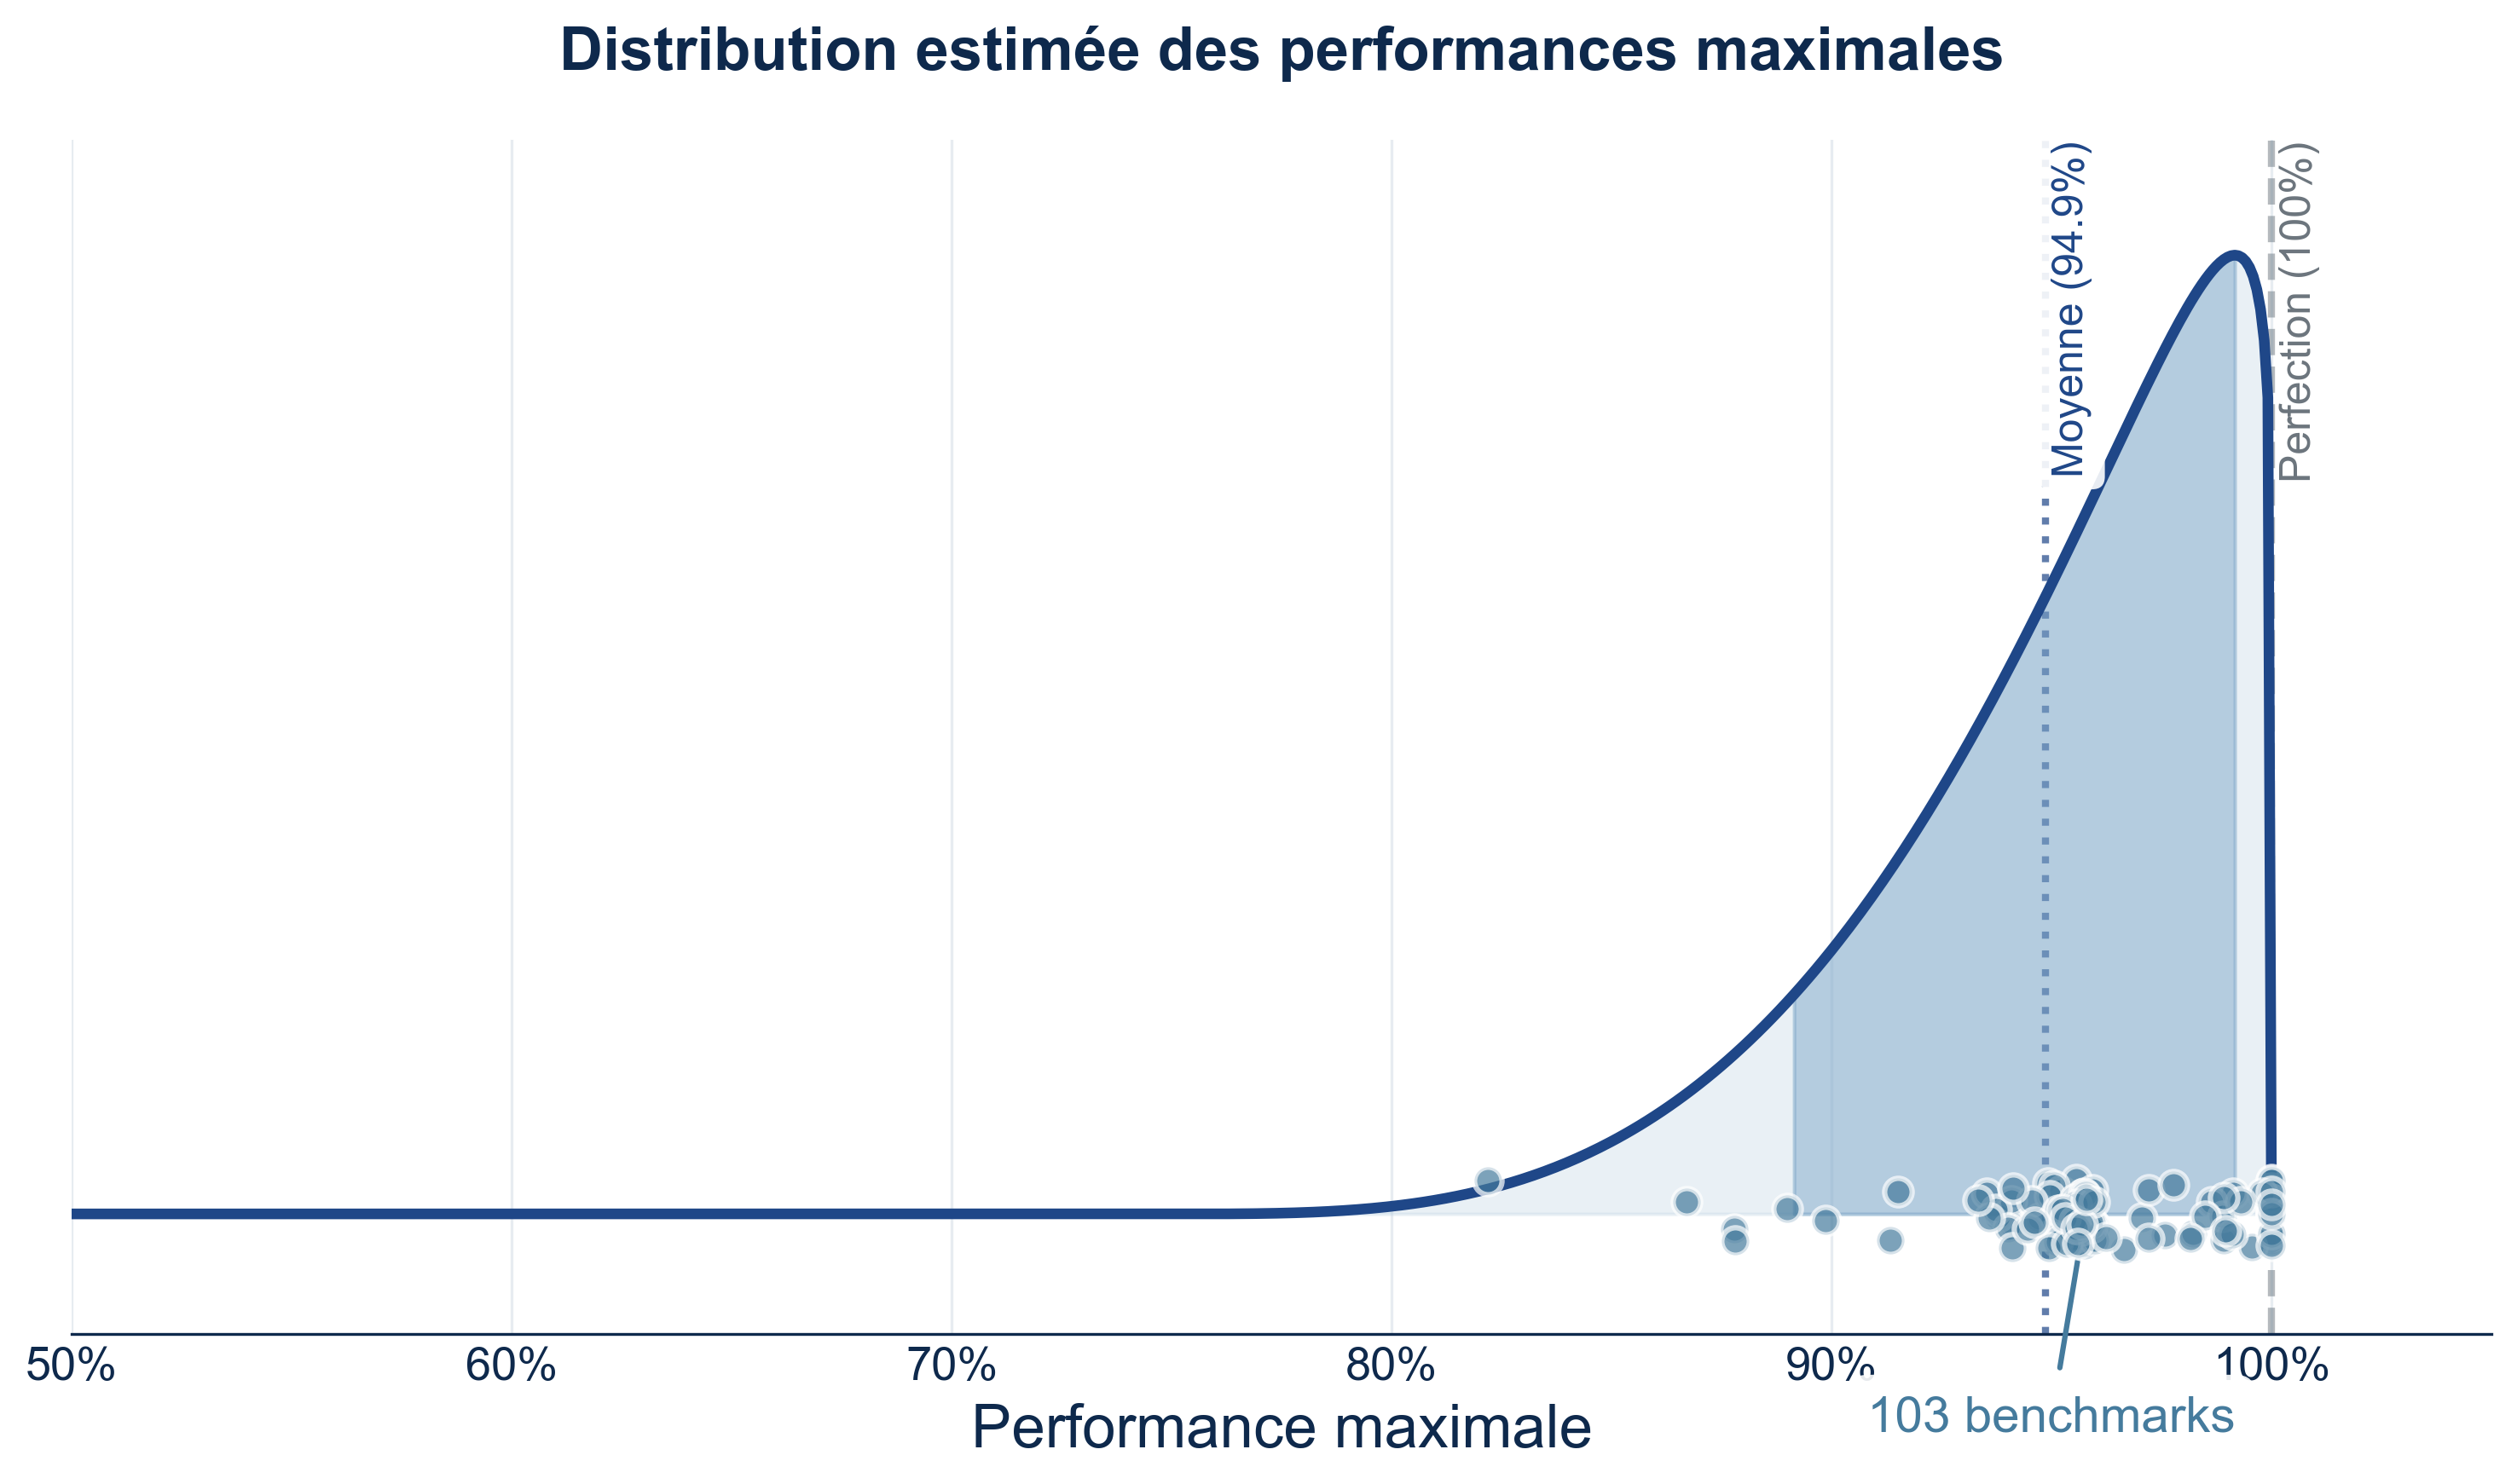 Distribution estimée des performances maximales
Moyenne (94.9%)
Perfection (100%)
50%
60%
70%
80%
90%
100%
Performance maximale
103 benchmarks